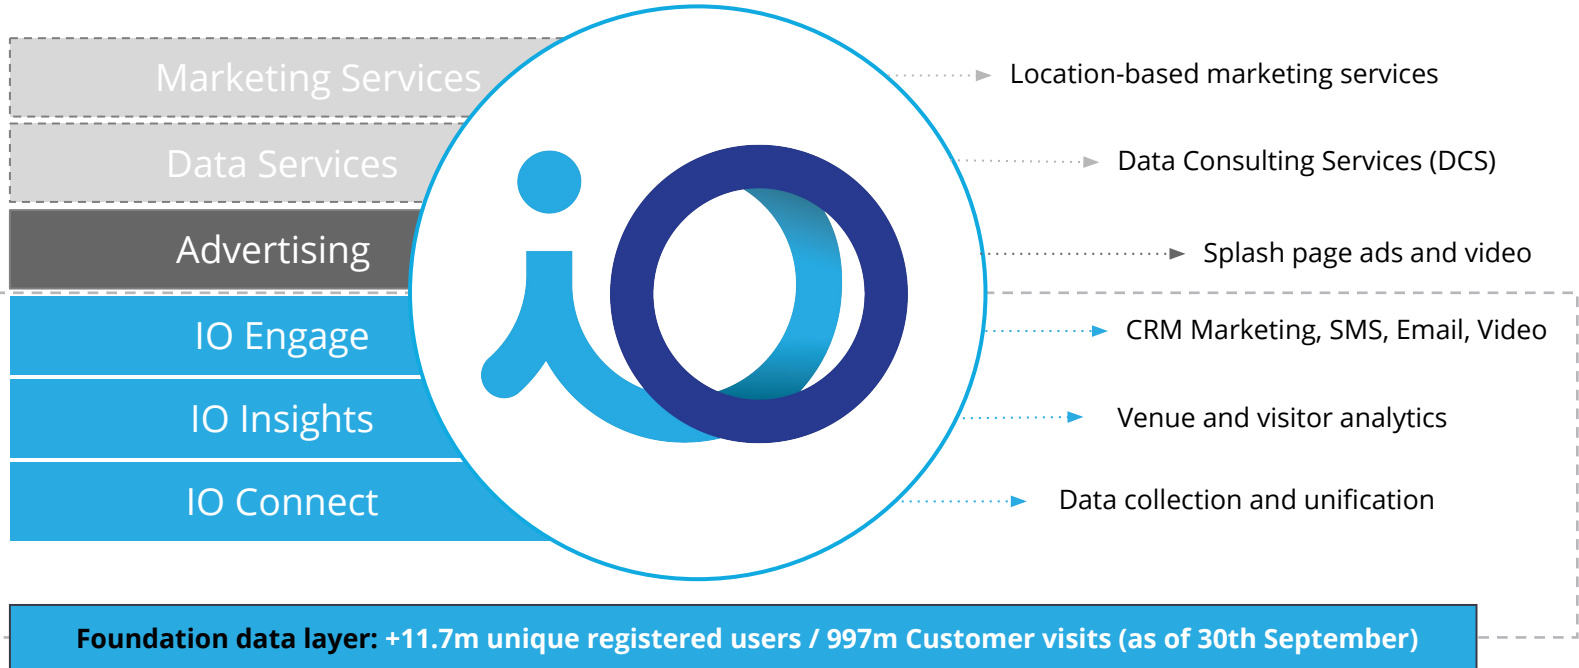 Marketing Services
Location-based marketing services
Data Services
Data Consulting Services (DCS)
Advertising
Splash page ads and video
IO Engage
CRM Marketing, SMS, Email, Video
IO Insights
Venue and visitor analytics
IO Connect
Data collection and unification
iO
Foundation data layer: +11.7m unique registered users / 997m Customer visits (as of 30th September)